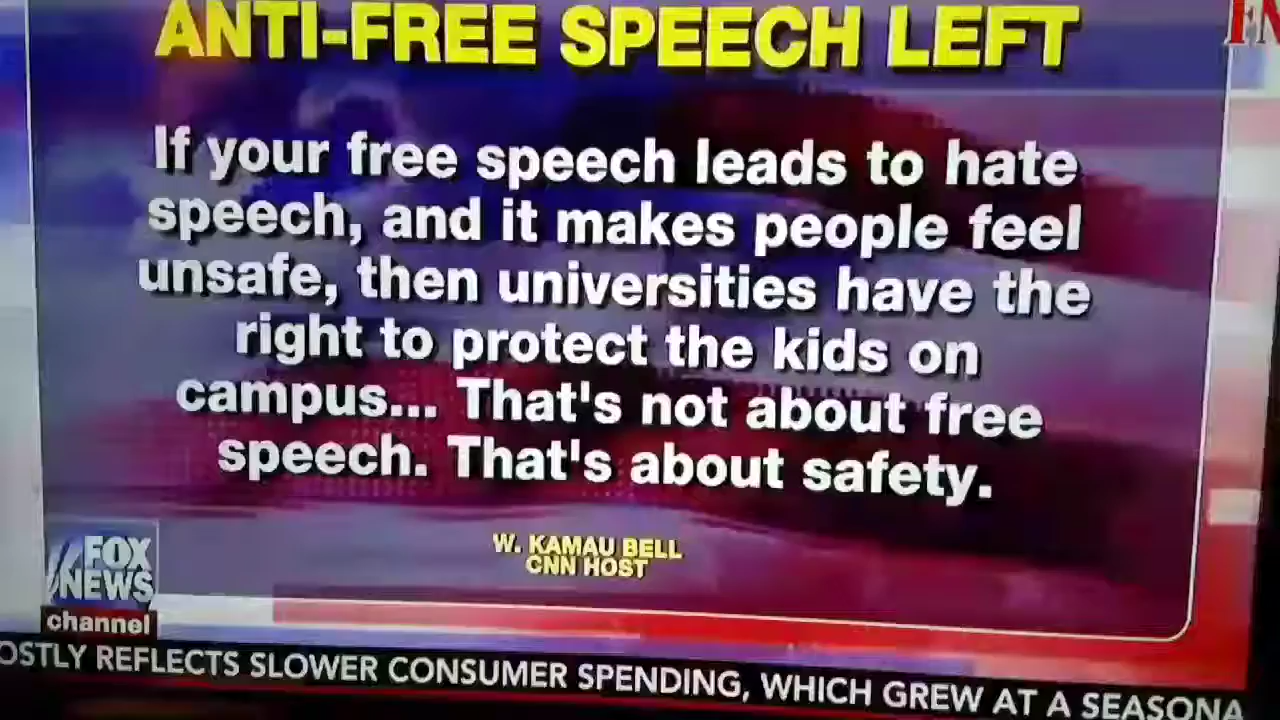 ANTI-FREE SPEECH LEFT
If your free speech leads to hate
speech, and it makes people feel
unsafe, then universities have the
right to protect the kids on
campus... That's not about free
speech. That's about safety.
W. KAMAU BELL
CNN HOST
FOX
NEWS
channel
REFLECTS SLOWER CONSUMER SPENDING, WHICH GREW AT A